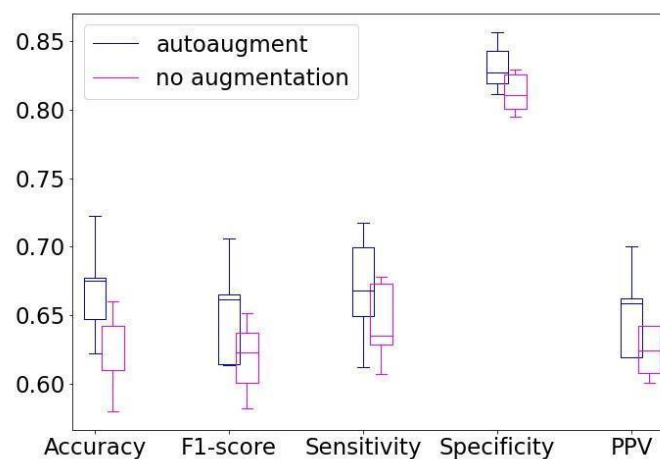 autoaugment
no augmentation
0.85
0.80
0.75
0.70
0.65
0.60
Accuracy F1-score Sensitivity Specificity PPV